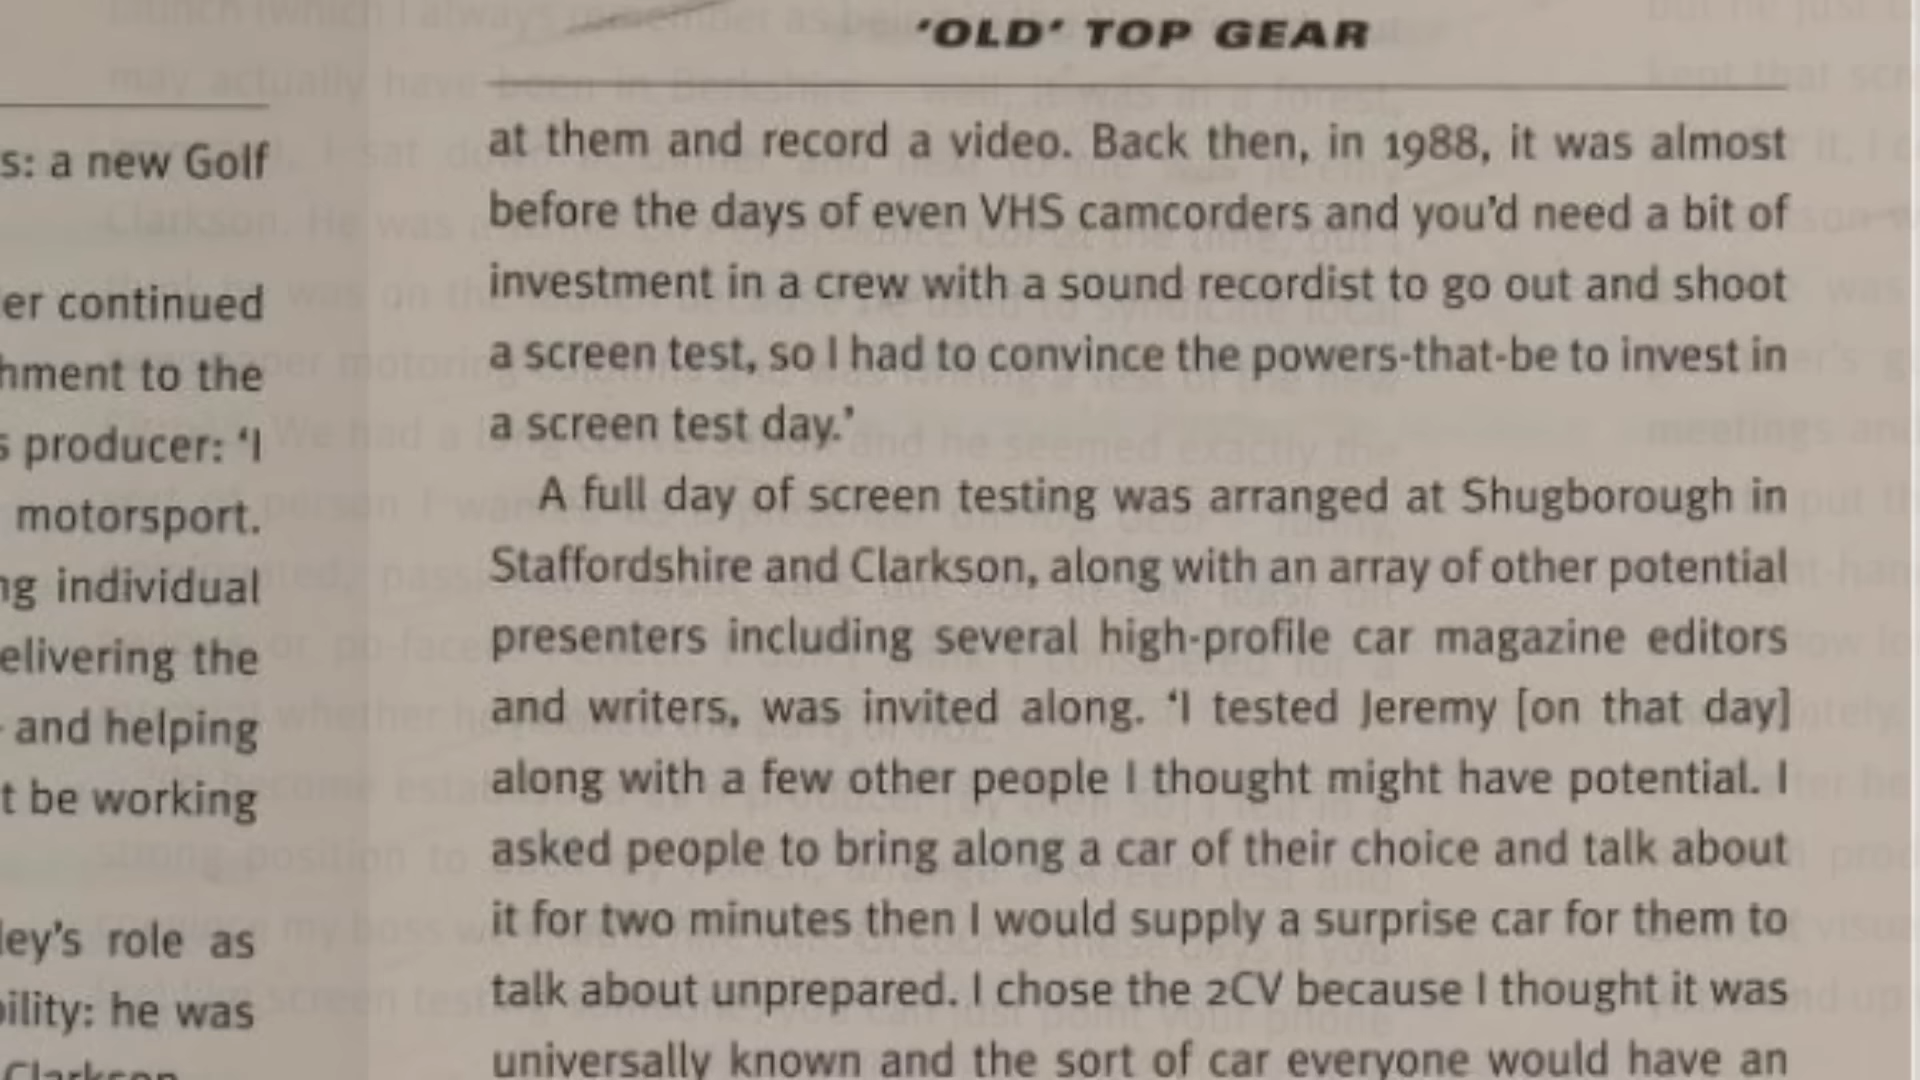 'OLD' TOP GEAR
s: a new Golf
er continued
hment to the
s producer: 'I
motorsport.
ng individual
elivering the
and helping
t be working
ley's role as
bility: he was
Clarkson
at them and record a video. Back then, in 1988, it was almost
before the days of even VHS camcorders and you'd need a bit of
investment in a crew with a sound recordist to go out and shoot
a screen test, so I had to convince the powers-that-be to invest in
a screen test day.'
A full day of screen testing was arranged at Shugborough in
Staffordshire and Clarkson, along with an array of other potential
presenters including several high-profile car magazine editors
and writers, was invited along. 'I tested Jeremy [on that day]
along with a few other people I thought might have potential. I
asked people to bring along a car of their choice and talk about
it for two minutes then I would supply a surprise car for them to
talk about unprepared. I chose the 2CV because I thought it was
universally known and the sort of car everyone would have an